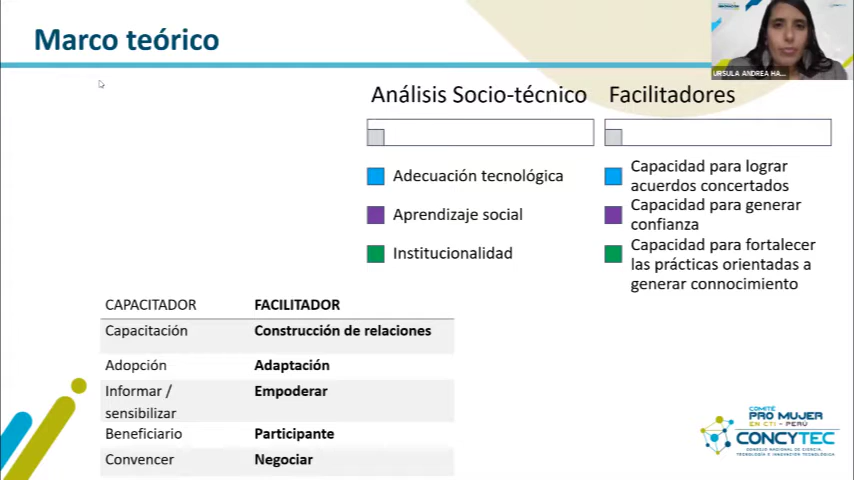 Marco teórico
URSULA ANDREA HA...
Análisis Socio-técnico
Facilitadores
Adecuación tecnológica
Aprendizaje social
Institucionalidad
Capacidad para lograr
acuerdos concertados
Capacidad para generar
confianza
Capacidad para fortalecer
las prácticas orientadas a
generar connocimiento
CAPACITADOR FACILITADOR
Capacitación Construcción de relaciones
Adopción Adaptación
Informar / Empoderar
sensibilizar
Beneficiario Participante
Convencer Negociar
COMITÉ
PRO MUJER
EN CTI - PERÚ
CONCYTEC
CONSEJO NACIONAL DE CIENCIA,
TECNOLOGÍA E INNOVACIÓN TECNOLÓGICA